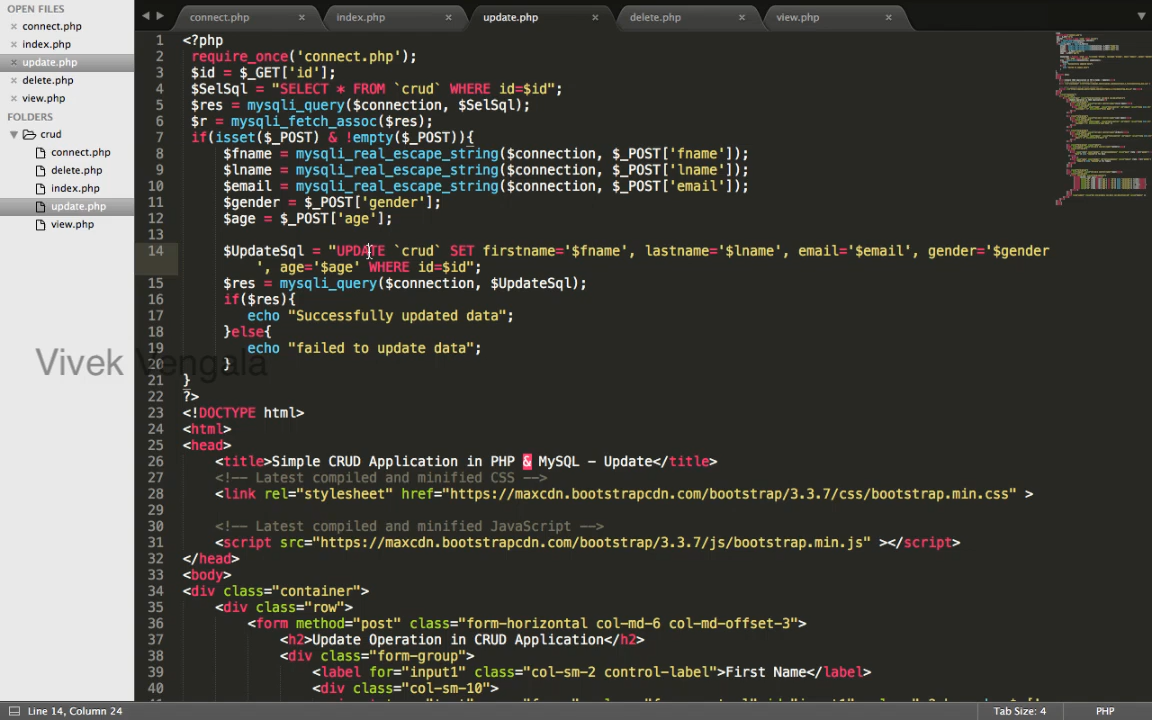 OPEN FILES
connect.php
index.php
update.php
delete.php
view.php
FOLDERS
crud
connect.php
delete.php
index.php
update.php
view.php
connect.php
index.php
update.php
delete.php
view.php
1 <?php
2 require_once('connect.php');
3 $id = $_GET['id'];
4 $SelSql = "SELECT * FROM `crud` WHERE id=$id";
5 $res = mysqli_query($connection, $SelSql);
6 $r = mysqli_fetch_assoc($res);
7 if(isset($_POST) & !empty($_POST)){
8 $fname = mysqli_real_escape_string($connection, $_POST['fname']);
9 $lname = mysqli_real_escape_string($connection, $_POST['lname']);
10 $email = mysqli_real_escape_string($connection, $_POST['email']);
11 $gender = $_POST['gender'];
12 $age = $_POST['age'];
13
14 $UpdateSql = "UPDATE `crud` SET firstname='$fname', lastname='$lname', email='$email', gender='$gender
', age='$age' WHERE id=$id";
15 $res = mysqli_query($connection, $UpdateSql);
16 if($res){
17 echo "Successfully updated data";
18 }else{
19 echo "failed to update data";
20 }
21 }
22 ?>
23 <!DOCTYPE html>
24 <html>
25 <head>
26 <title>Simple CRUD Application in PHP & MySQL - Update</title>
27 <!-- Latest compiled and minified CSS -->
28 <link rel="stylesheet" href="https://maxcdn.bootstrapcdn.com/bootstrap/3.3.7/css/bootstrap.min.css" >
29
30 <!-- Latest compiled and minified JavaScript -->
31 <script src="https://maxcdn.bootstrapcdn.com/bootstrap/3.3.7/js/bootstrap.min.js" ></script>
32 </head>
33 <body>
34 <div class="container">
35 <div class="row">
36 <form method="post" class="form-horizontal col-md-6 col-md-offset-3">
37 <h2>Update Operation in CRUD Application</h2>
38 <div class="form-group">
39 <label for="input1" class="col-sm-2 control-label">First Name</label>
40 <div class="col-sm-10">
Vivek Vengala
Line 14, Column 24
Tab Size: 4
PHP